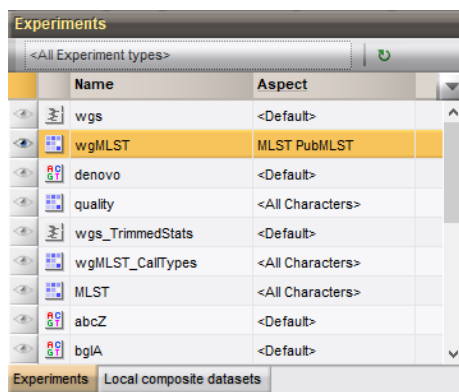 Experiments
<All Experiment types>
Name Aspect
wgs <Default>
wgMLST MLST PubMLST
denovo <Default>
quality <All Characters>
wgs_TrimmedStats <Default>
wgMLST_CallTypes <All Characters>
MLST <All Characters>
abcZ <Default>
bglA <Default>
Experiments Local composite datasets